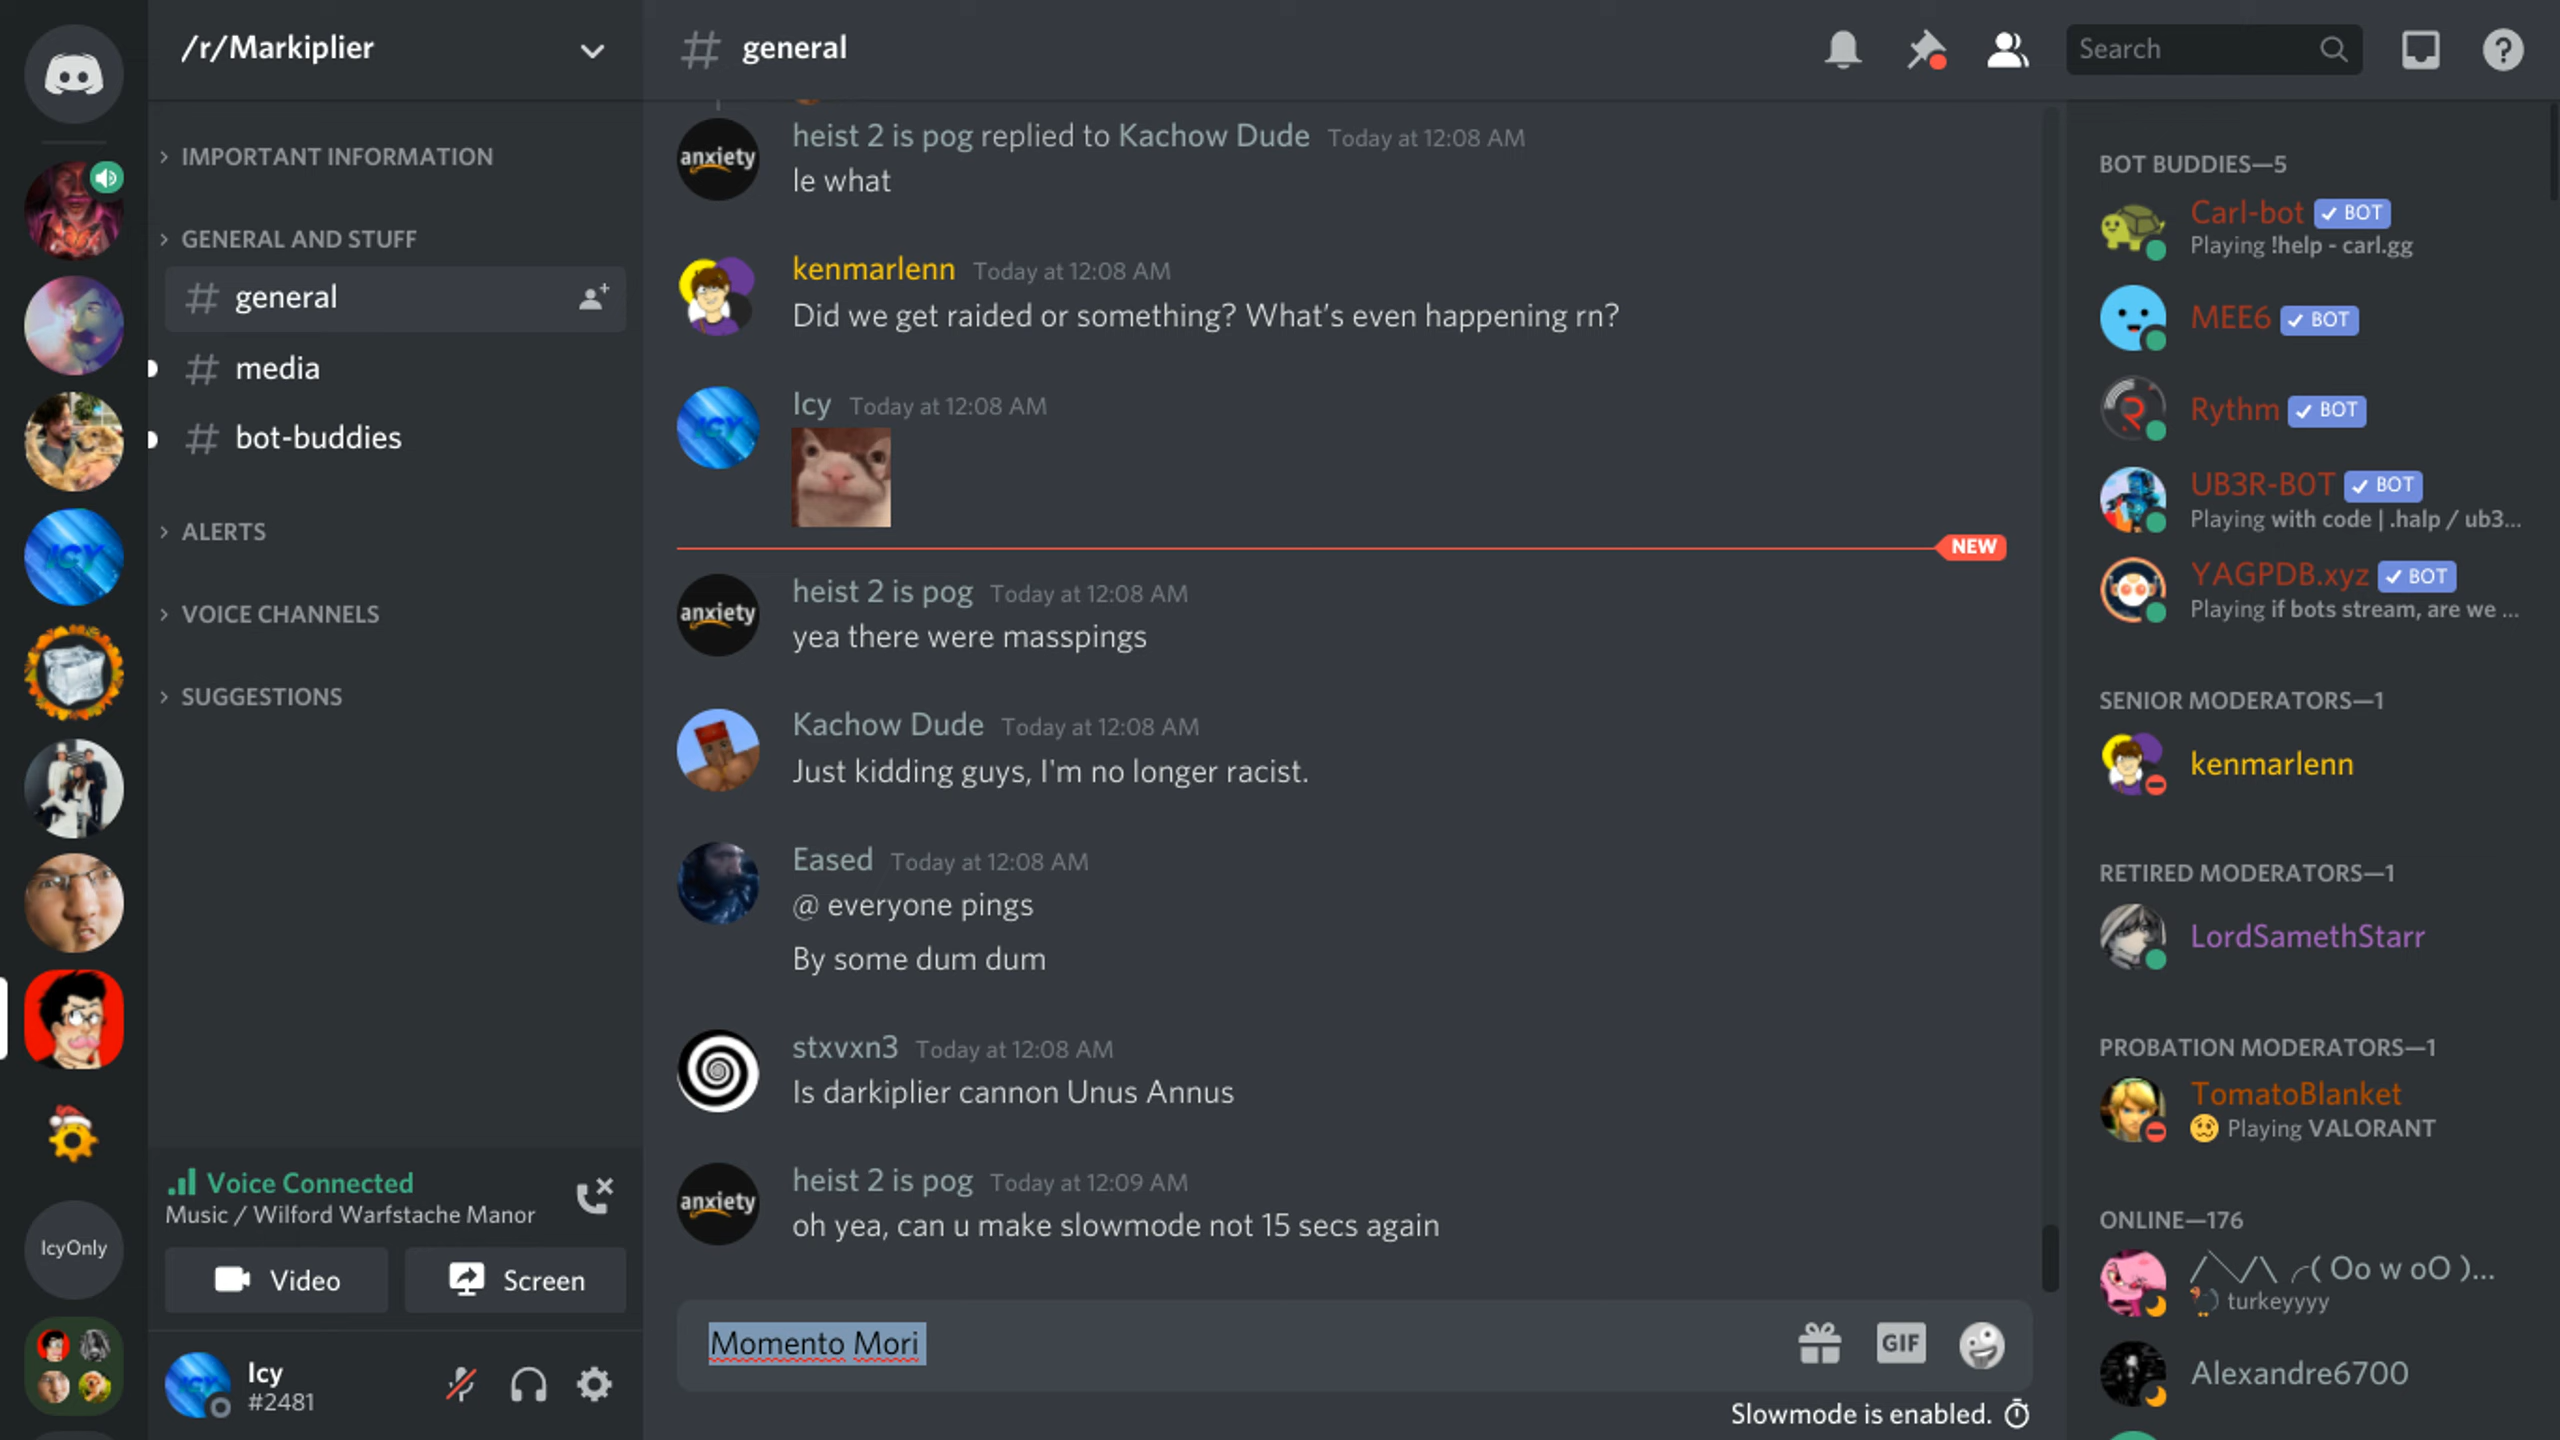 /r/Markiplier
IMPORTANT INFORMATION
GENERAL AND STUFF
general
media
bot-buddies
ALERTS
VOICE CHANNELS
SUGGESTIONS
ICY
IcyOnly
Voice Connected
Music / Wilford Warfstache Manor
Video
Screen
Icy
#2481
# general
Search
heist 2 is pog replied to Kachow Dude Today at 12:08 AM
anxiety
le what
kenmarlenn Today at 12:08 AM
Did we get raided or something? What's even happening rn?
Icy Today at 12:08 AM
ICY
NEW
heist 2 is pog Today at 12:08 AM
anxiety
yea there were masspings
Kachow Dude Today at 12:08 AM
Just kidding guys, I'm no longer racist.
Eased Today at 12:08 AM
@ everyone pings
By some dum dum
stxvxn3 Today at 12:08 AM
Is darkiplier cannon Unus Annus
heist 2 is pog Today at 12:09 AM
anxiety
oh yea, can u make slowmode not 15 secs again
Momento Mori
GIF
Slowmode is enabled.
BOT BUDDIES—5
Carl-bot BOT
Playing !help - carl.gg
MEE6 BOT
Rythm BOT
UB3R-B0T BOT
Playing with code | .halp / ub3...
YAGPDB.xyz BOT
Playing if bots stream, are we ...
SENIOR MODERATORS—1
kenmarlenn
RETIRED MODERATORS—1
LordSamethStarr
PROBATION MODERATORS—1
TomatoBlanket
Playing VALORANT
ONLINE—176
/╲/\ ╭( Oo w oO )...
turkeyyyy
Alexandre6700